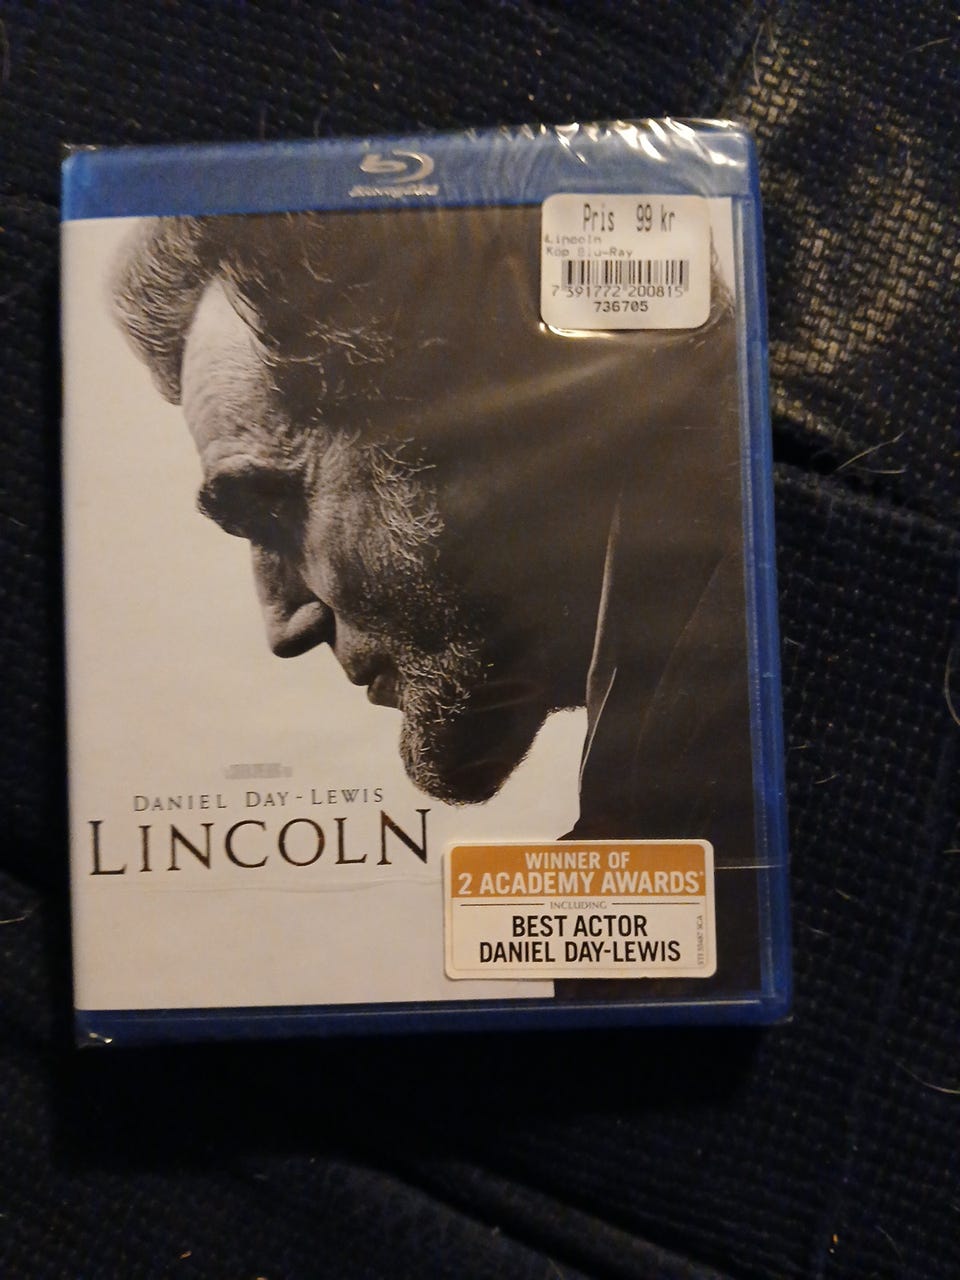 Pris 99 kr
Lincoln
Köp Blu-Ray
7 391772 200815
736705
DANIEL DAY-LEWIS
LINCOLN
WINNER OF
2 ACADEMY AWARDS®
INCLUDING
BEST ACTOR
DANIEL DAY-LEWIS